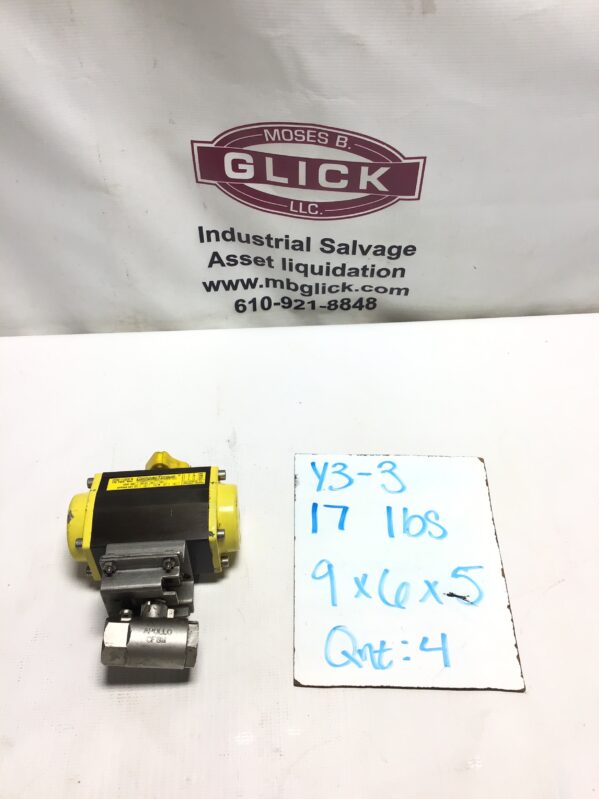 MOSES B.
GLICK
LLC.
Industrial Salvage
Asset liquidation
www.mbglick.com
610-921-8848
Y3-3
17 lbs
9x6x5
Qnt: 4
APOLLO
CF8M